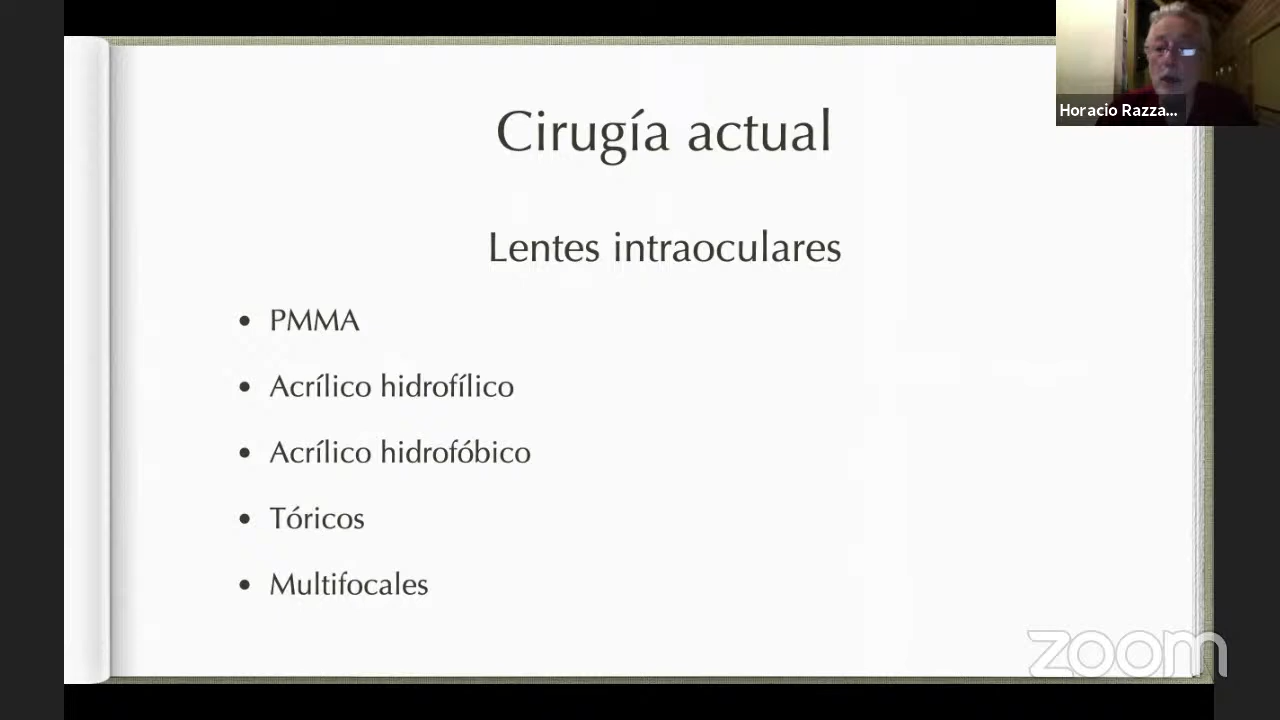 Horacio Razza...
Cirugía actual
Lentes intraoculares
• PMMA
• Acrílico hidrofílico
• Acrílico hidrofóbico
• Tóricos
• Multifocales
zoom